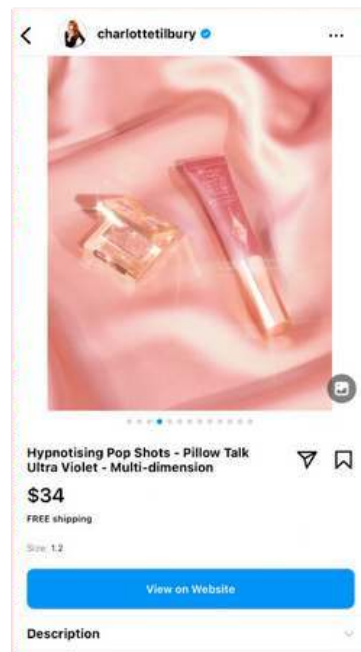 charlottetilbury
Hypnotising Pop Shots - Pillow Talk
Ultra Violet - Multi-dimension
$34
FREE shipping
Size: 1.2
View on Website
Description